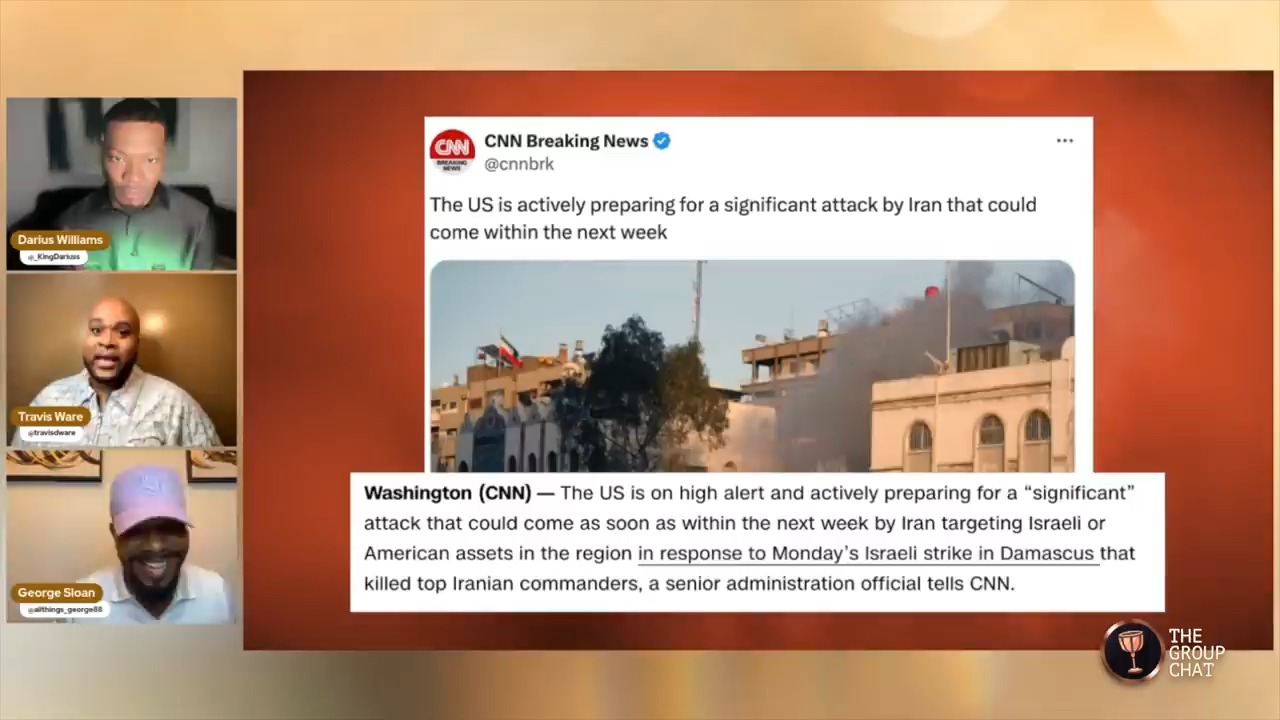 Darius Williams
@_KingDariuss
Travis Ware
@travisdware
George Sloan
@allthings_george88
CNN
BREAKING
NEWS
CNN Breaking News
@cnnbrk
The US is actively preparing for a significant attack by Iran that could
come within the next week
Washington (CNN) — The US is on high alert and actively preparing for a “significant”
attack that could come as soon as within the next week by Iran targeting Israeli or
American assets in the region in response to Monday’s Israeli strike in Damascus that
killed top Iranian commanders, a senior administration official tells CNN.
THE
GROUP
CHAT